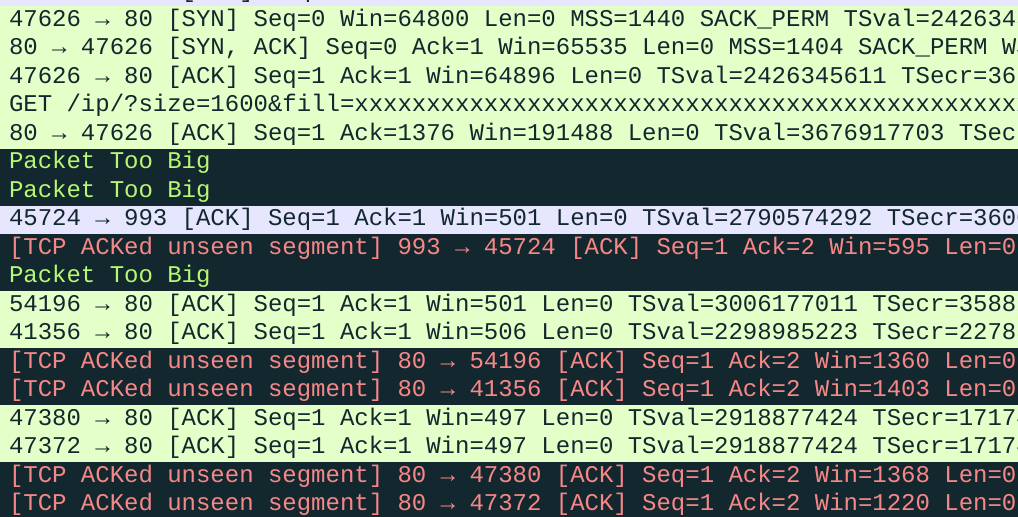 47626 → 80 [SYN] Seq=0 Win=64800 Len=0 MSS=1440 SACK_PERM TSval=242634
80 → 47626 [SYN, ACK] Seq=0 Ack=1 Win=65535 Len=0 MSS=1404 SACK_PERM
47626 → 80 [ACK] Seq=1 Ack=1 Win=64896 Len=0 TSval=2426345611 TSecr=36
GET /ip/?size=1600&fill=xxxxxxxxxxxxxxxxxxxxxxxxxxxxxxxxxxxxxxxxxxxxxx
80 → 47626 [ACK] Seq=1 Ack=1376 Win=191488 Len=0 TSval=3676917703 TSec
Packet Too Big
Packet Too Big
45724 → 993 [ACK] Seq=1 Ack=1 Win=501 Len=0 TSval=2790574292 TSecr=360
[TCP ACKed unseen segment] 993 → 45724 [ACK] Seq=1 Ack=2 Win=595 Len=0
Packet Too Big
54196 → 80 [ACK] Seq=1 Ack=1 Win=501 Len=0 TSval=3006177011 TSecr=3588
41356 → 80 [ACK] Seq=1 Ack=1 Win=506 Len=0 TSval=2298985223 TSecr=2278
[TCP ACKed unseen segment] 80 → 54196 [ACK] Seq=1 Ack=2 Win=1360 Len=0
[TCP ACKed unseen segment] 80 → 41356 [ACK] Seq=1 Ack=2 Win=1403 Len=0
47380 → 80 [ACK] Seq=1 Ack=1 Win=497 Len=0 TSval=2918877424 TSecr=1717
47372 → 80 [ACK] Seq=1 Ack=1 Win=497 Len=0 TSval=2918877424 TSecr=1717
[TCP ACKed unseen segment] 80 → 47380 [ACK] Seq=1 Ack=2 Win=1368 Len=0
[TCP ACKed unseen segment] 80 → 47372 [ACK] Seq=1 Ack=2 Win=1220 Len=0